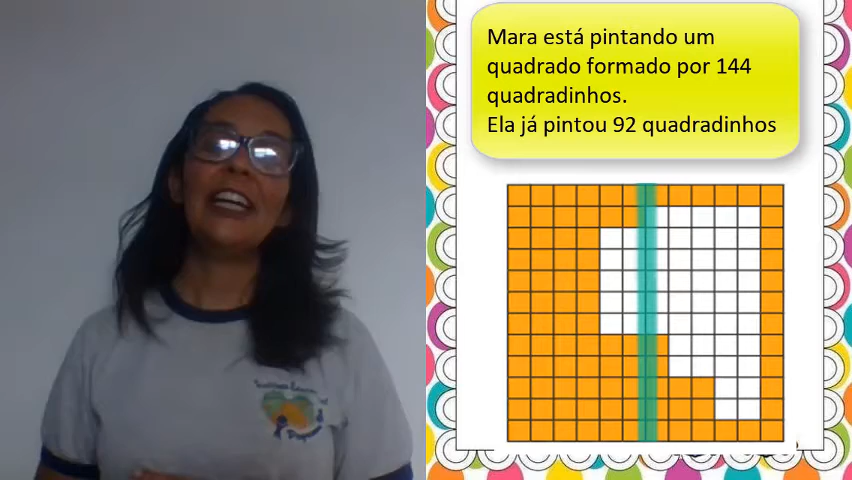 Mara está pintando um
quadrado formado por 144
quadradinhos.
Ela já pintou 92 quadradinhos